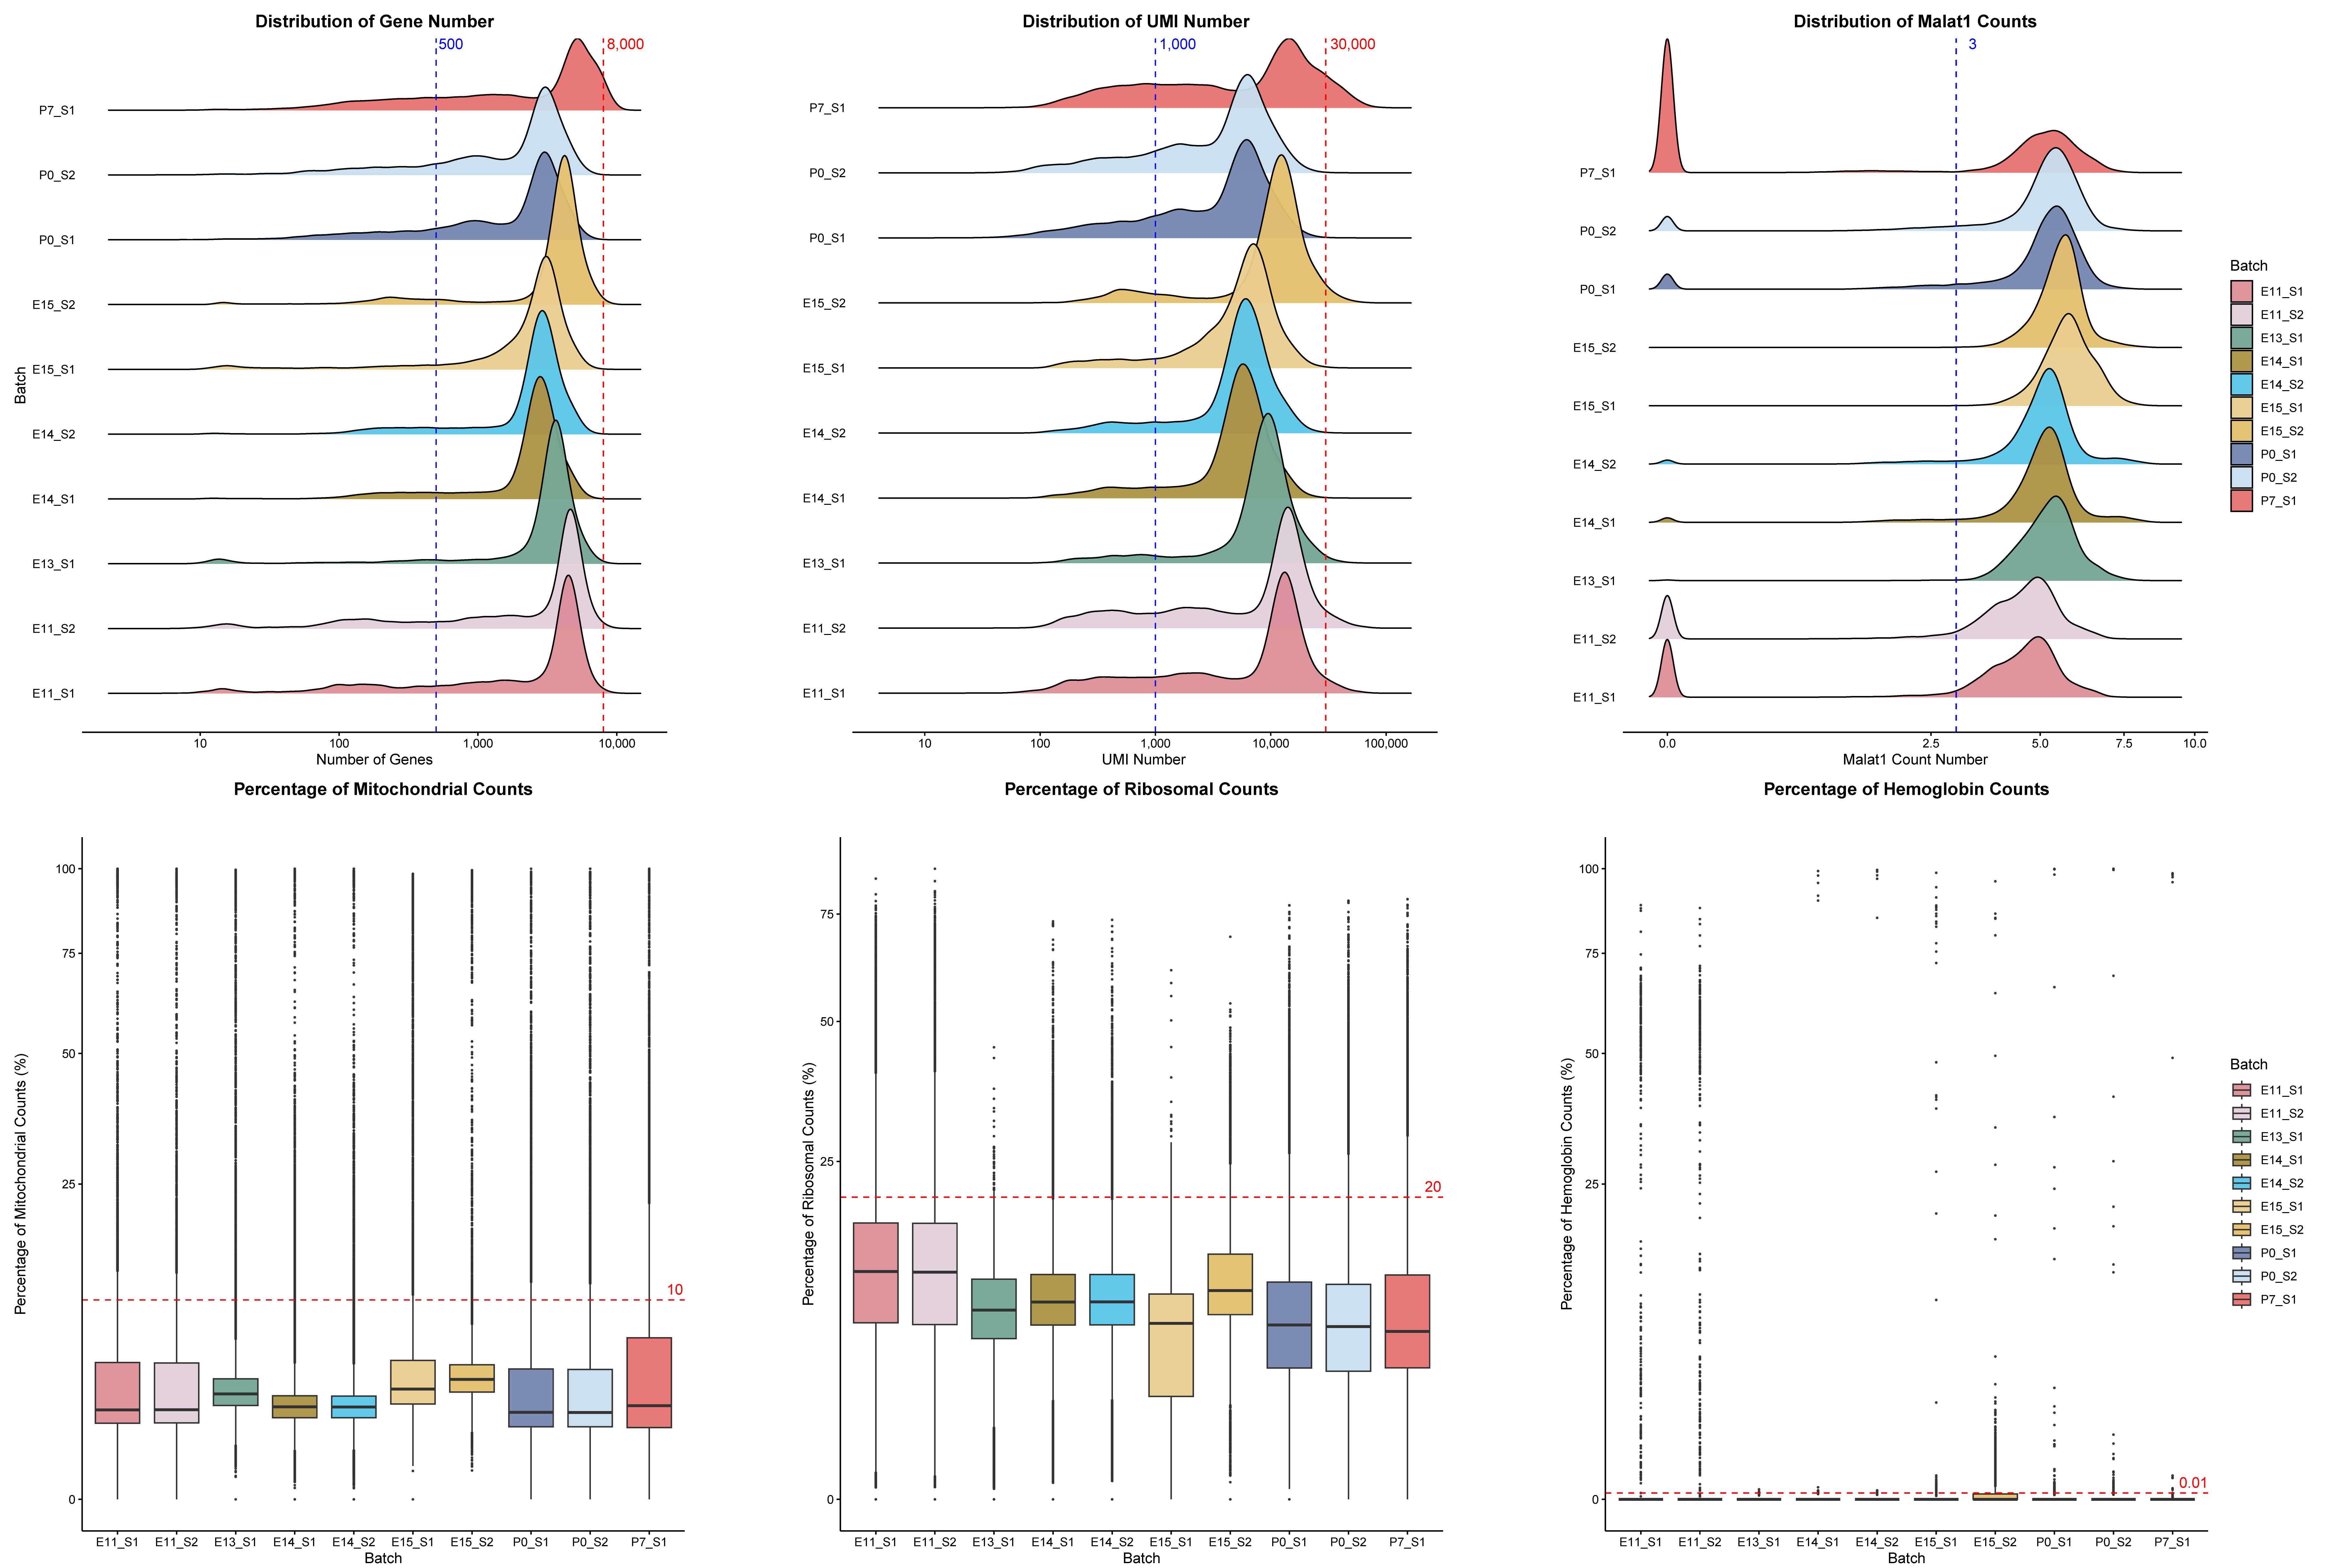 Distribution of Gene Number
500
8,000
P7_S1
P0_S2
P0_S1
E15_S2
E15_S1
E14_S2
E14_S1
E13_S1
E11_S2
E11_S1
Batch
10 100 1,000 10,000
Number of Genes
Distribution of UMI Number
1,000
30,000
P7_S1
P0_S2
P0_S1
E15_S2
E15_S1
E14_S2
E14_S1
E13_S1
E11_S2
E11_S1
10 100 1,000 10,000 100,000
UMI Number
Distribution of Malat1 Counts
3
P7_S1
P0_S2
P0_S1
E15_S2
E15_S1
E14_S2
E14_S1
E13_S1
E11_S2
E11_S1
0.0 2.5 5.0 7.5 10.0
Malat1 Count Number
Batch
E11_S1
E11_S2
E13_S1
E14_S1
E14_S2
E15_S1
E15_S2
P0_S1
P0_S2
P7_S1
Percentage of Mitochondrial Counts
Percentage of Mitochondrial Counts (%)
100
75
50
25
0
10
E11_S1 E11_S2 E13_S1 E14_S1 E14_S2 E15_S1 E15_S2 P0_S1 P0_S2 P7_S1
Batch
Percentage of Ribosomal Counts
Percentage of Ribosomal Counts (%)
75
50
25
0
20
E11_S1 E11_S2 E13_S1 E14_S1 E14_S2 E15_S1 E15_S2 P0_S1 P0_S2 P7_S1
Batch
Percentage of Hemoglobin Counts
Percentage of Hemoglobin Counts (%)
100
75
50
25
0
0.01
E11_S1 E11_S2 E13_S1 E14_S1 E14_S2 E15_S1 E15_S2 P0_S1 P0_S2 P7_S1
Batch
Batch
E11_S1
E11_S2
E13_S1
E14_S1
E14_S2
E15_S1
E15_S2
P0_S1
P0_S2
P7_S1